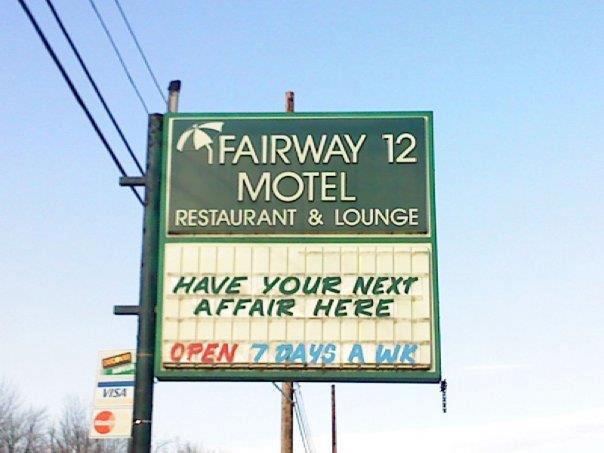 FAIRWAY 12
MOTEL
RESTAURANT & LOUNGE
HAVE YOUR NEXT
AFFAIR HERE
OPEN 7 DAYS A WK
VISA